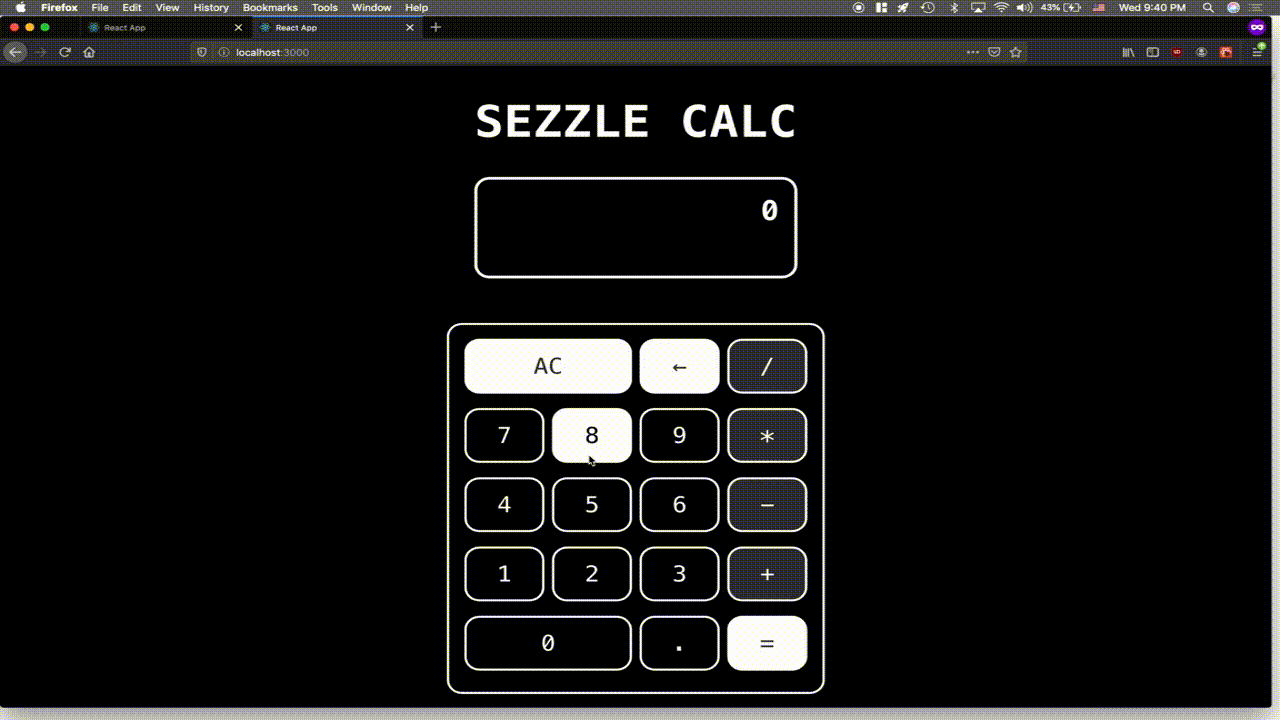 Firefox File Edit View History Bookmarks Tools Window Help 43% Wed 9:40 PM
React App React App
localhost:3000
SEZZLE CALC
0
AC ← /
7 8 9 *
4 5 6 −
1 2 3 +
0 . =